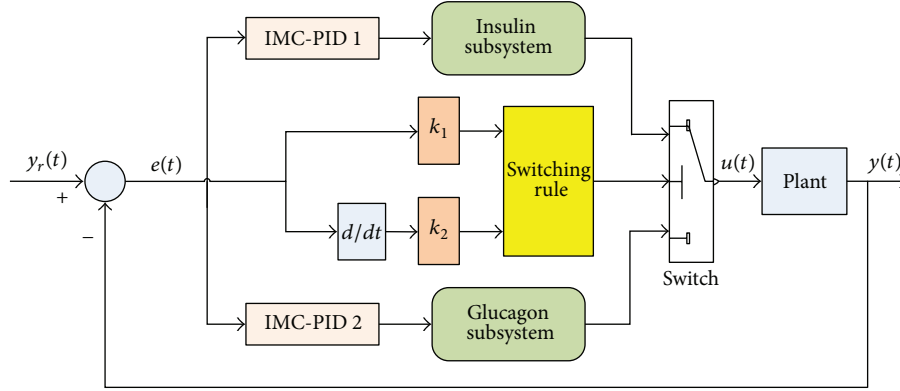 IMC-PID 1
Insulin
subsystem
y_r(t)
+
−
e(t)
k_1
d/dt
k_2
Switching
rule
u(t)
Plant
y(t)
Switch
IMC-PID 2
Glucagon
subsystem